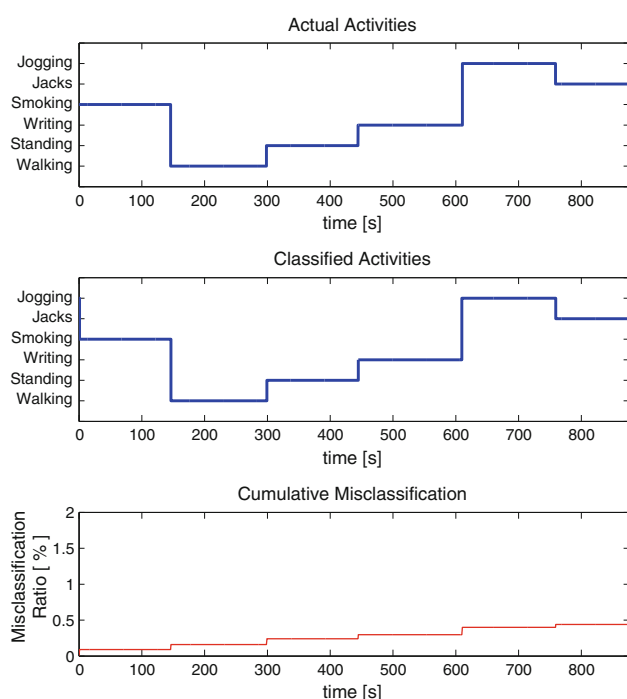 Actual Activities
Jogging
Jacks
Smoking
Writing
Standing
Walking
0 100 200 300 400 500 600 700 800
time [s]
Classified Activities
Jogging
Jacks
Smoking
Writing
Standing
Walking
0 100 200 300 400 500 600 700 800
time [s]
Cumulative Misclassification
Misclassification
Ratio [ % ]
2
1.5
1
0.5
0
0 100 200 300 400 500 600 700 800
time [s]